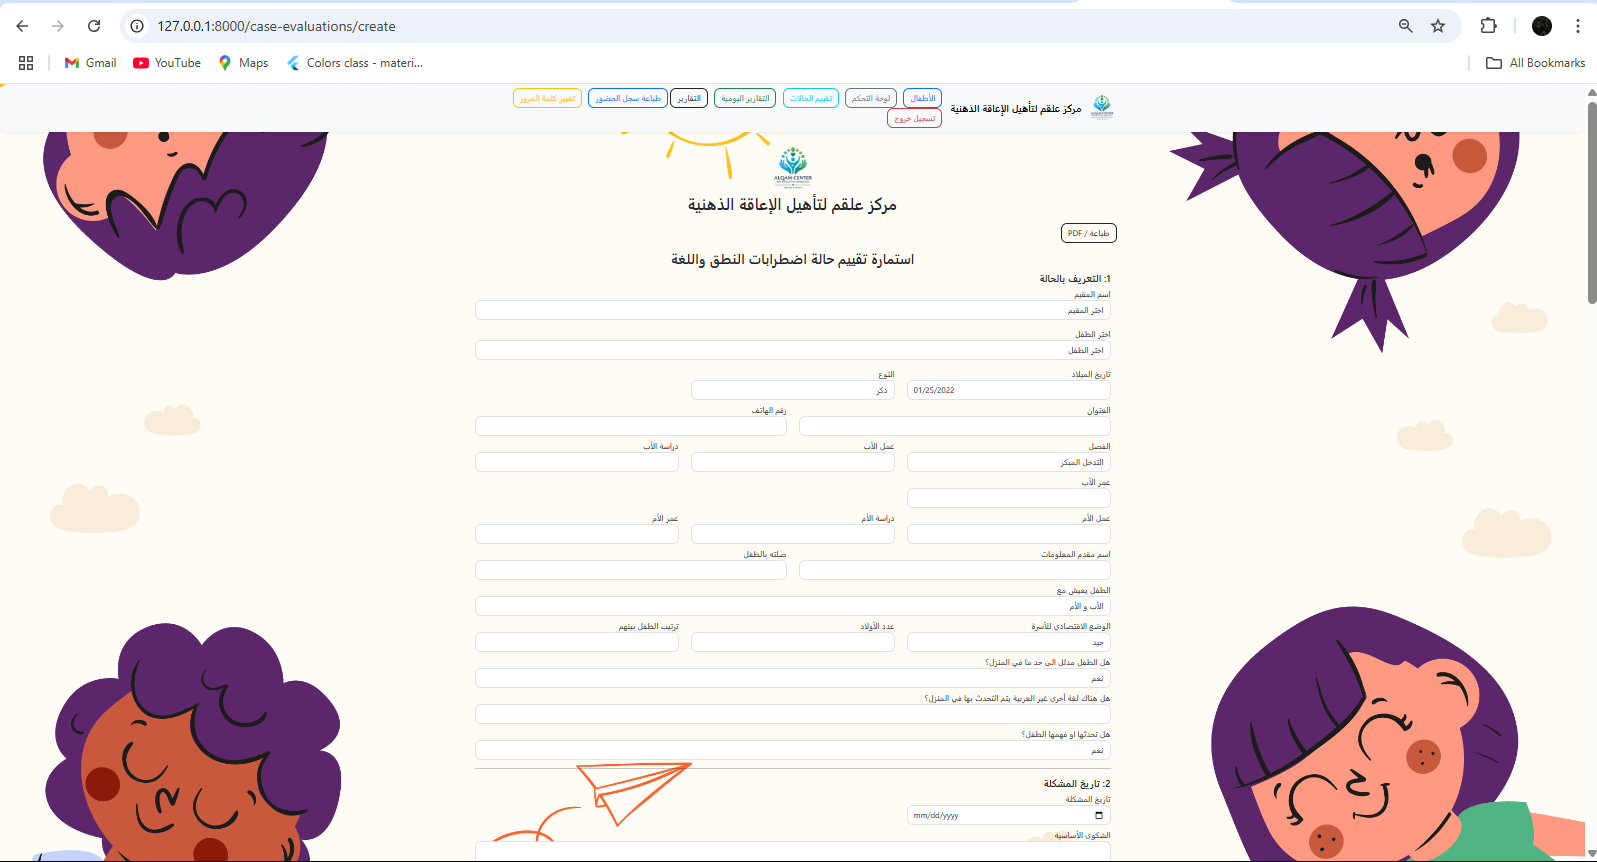 127.0.0.1:8000/case-evaluations/create
Gmail YouTube Maps Colors class - materi... All Bookmarks
مركز علقم لتأهيل الإعاقة الذهنية الأطفال لوحة التحكم تقييم الحالات التقارير اليومية التقارير طباعة سجل الحضور تغيير كلمة المرور
تسجيل خروج
ALQAM CENTER
مركز علقم لتأهيل الإعاقة الذهنية
طباعة / PDF
استمارة تقييم حالة اضطرابات النطق واللغة
1: التعريف بالحالة
اسم المقيم
اختر المقيم
اختر الطفل
اختر الطفل
تاريخ الميلاد النوع
01/25/2022 ذكر
العنوان رقم الهاتف
الفصل عمل الأب دراسة الأب
التدخل المبكر
عمر الأب
عمل الأم دراسة الأم عمر الأم
اسم مقدم المعلومات صلته بالطفل
الطفل يعيش مع
الأب و الأم
الوضع الاقتصادي للأسرة عدد الأولاد ترتيب الطفل بينهم
جيد
هل الطفل مدلل الى حد ما في المنزل؟
نعم
هل هناك لغة أخرى غير العربية يتم التحدث بها في المنزل؟
هل تحدثها او فهمها الطفل؟
نعم
2: تاريخ المشكلة
تاريخ المشكلة
mm/dd/yyyy
الشكوى الأساسية